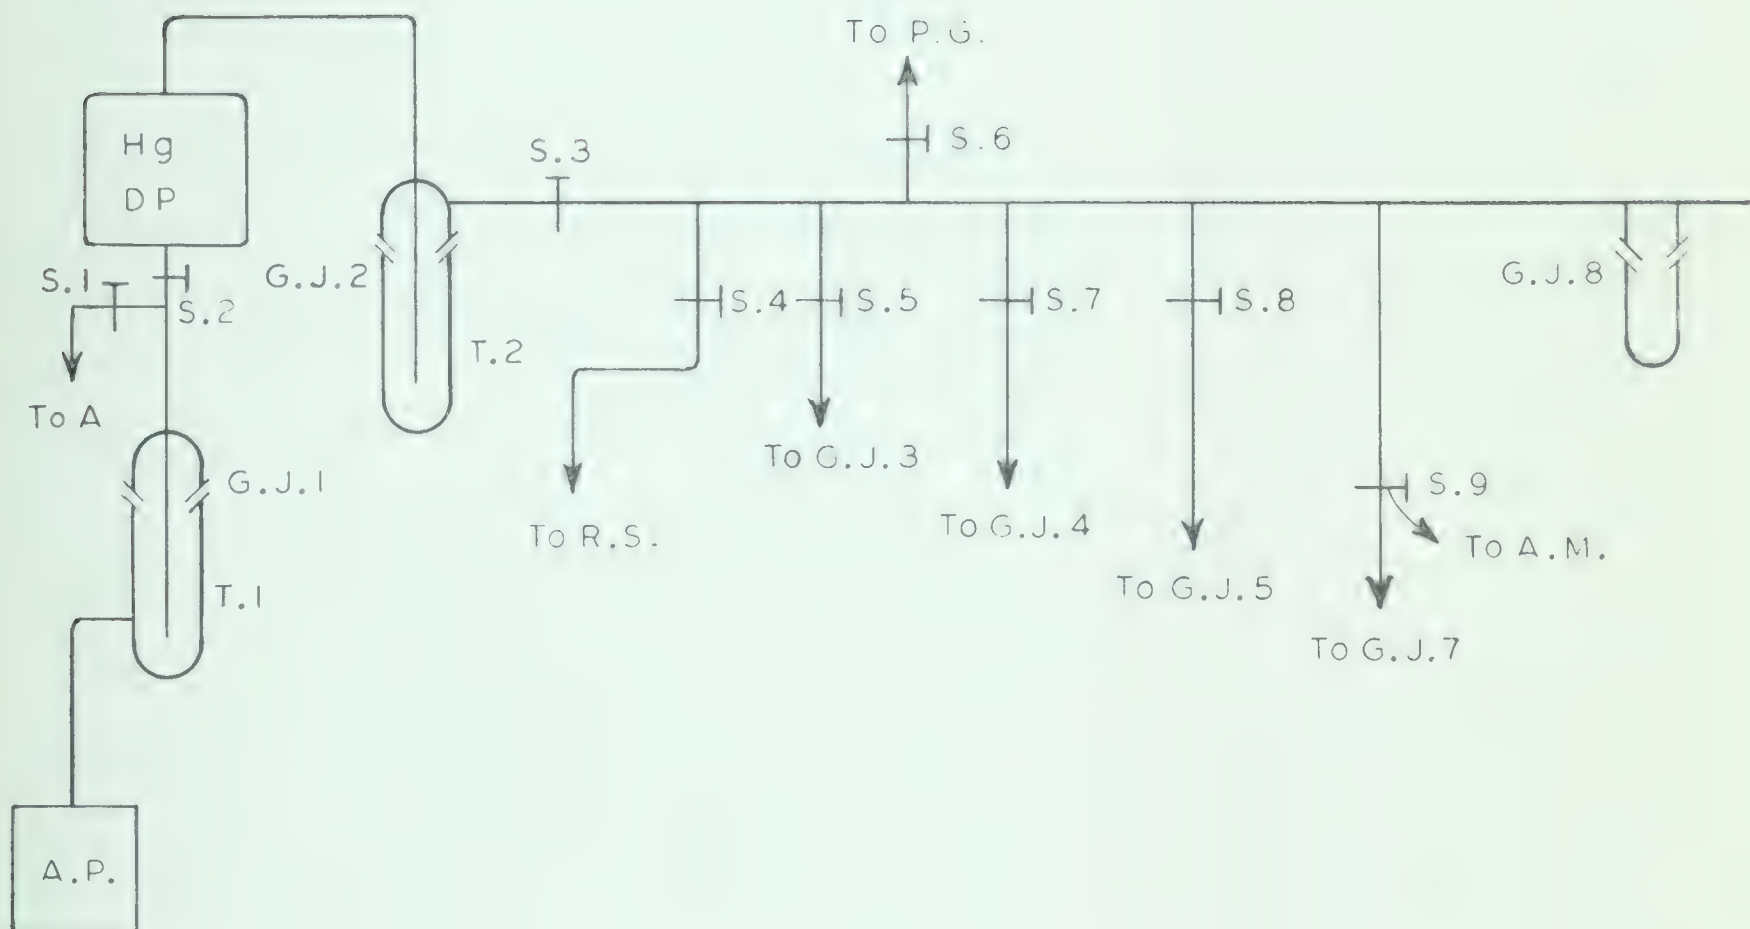 To P.G.
Hg
DP
S.3
S.6
S.1
S.2
G.J.2
S.4
S.5
S.7
S.8
G.J.8
T.2
To A
To G.J.3
G.J.1
S.9
To R.S.
To G.J.4
To A.M.
To G.J.5
T.1
To G.J.7
A.P.